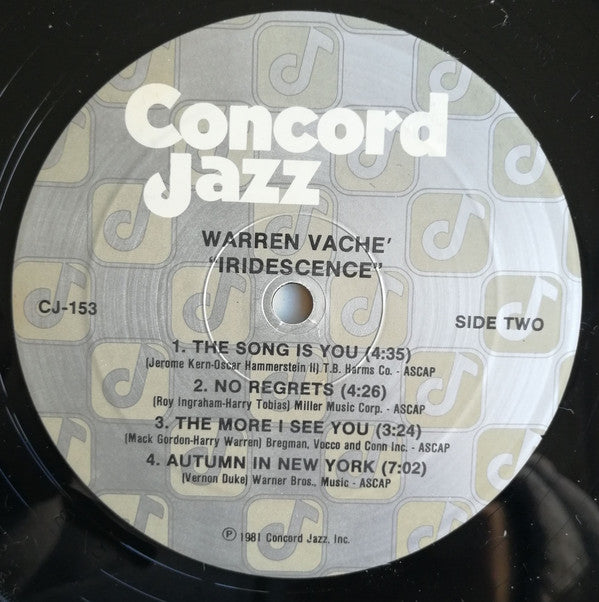 Concord
Jazz
WARREN VACHE'
"IRIDESCENCE"
CJ-153
SIDE TWO
1. THE SONG IS YOU (4:35)
(Jerome Kern-Oscar Hammerstein II) T.B. Harms Co. - ASCAP
2. NO REGRETS (4:26)
(Roy Ingraham-Harry Tobias) Miller Music Corp. - ASCAP
3. THE MORE I SEE YOU (3:24)
(Mack Gordon-Harry Warren) Bregman, Vocco and Conn Inc. - ASCAP
4. AUTUMN IN NEW YORK (7:02)
(Vernon Duke) Warner Bros., Music - ASCAP
℗ 1981 Concord Jazz, Inc.